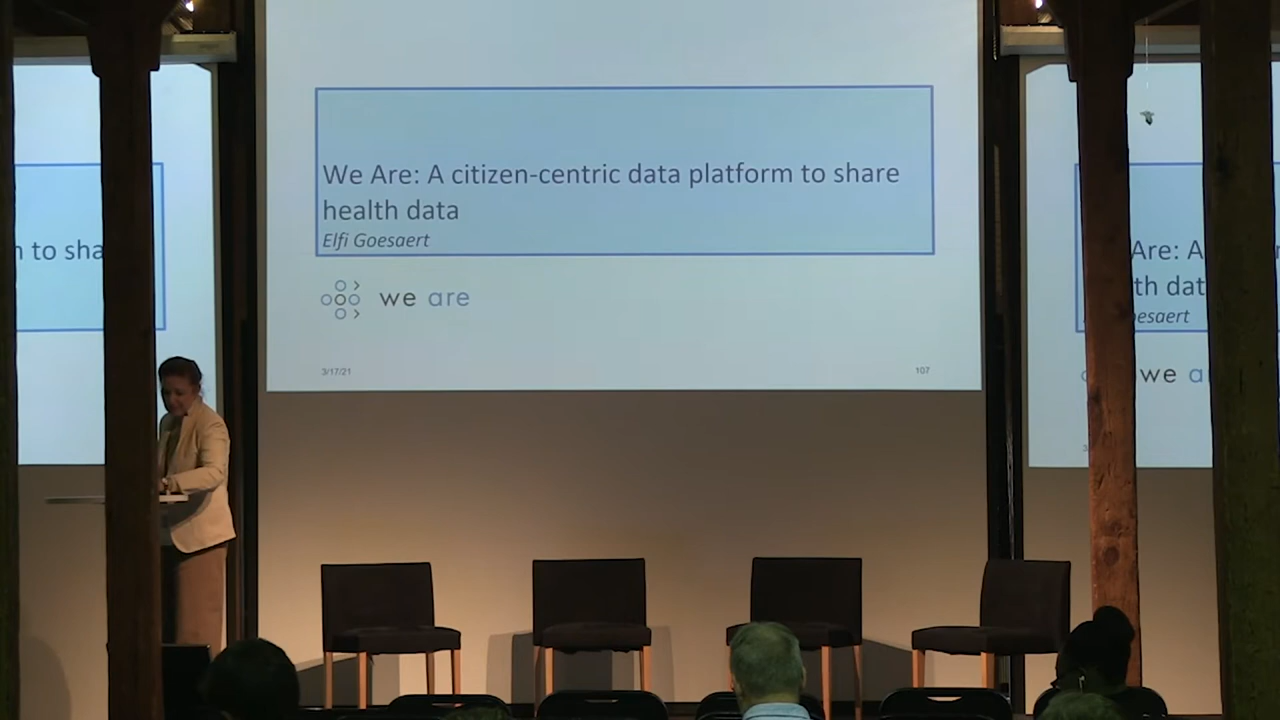 We Are: A citizen-centric data platform to share
health data
Elfi Goesaert
we are
3/17/21
107
to sha
Are: A
th dat
esaert
we a